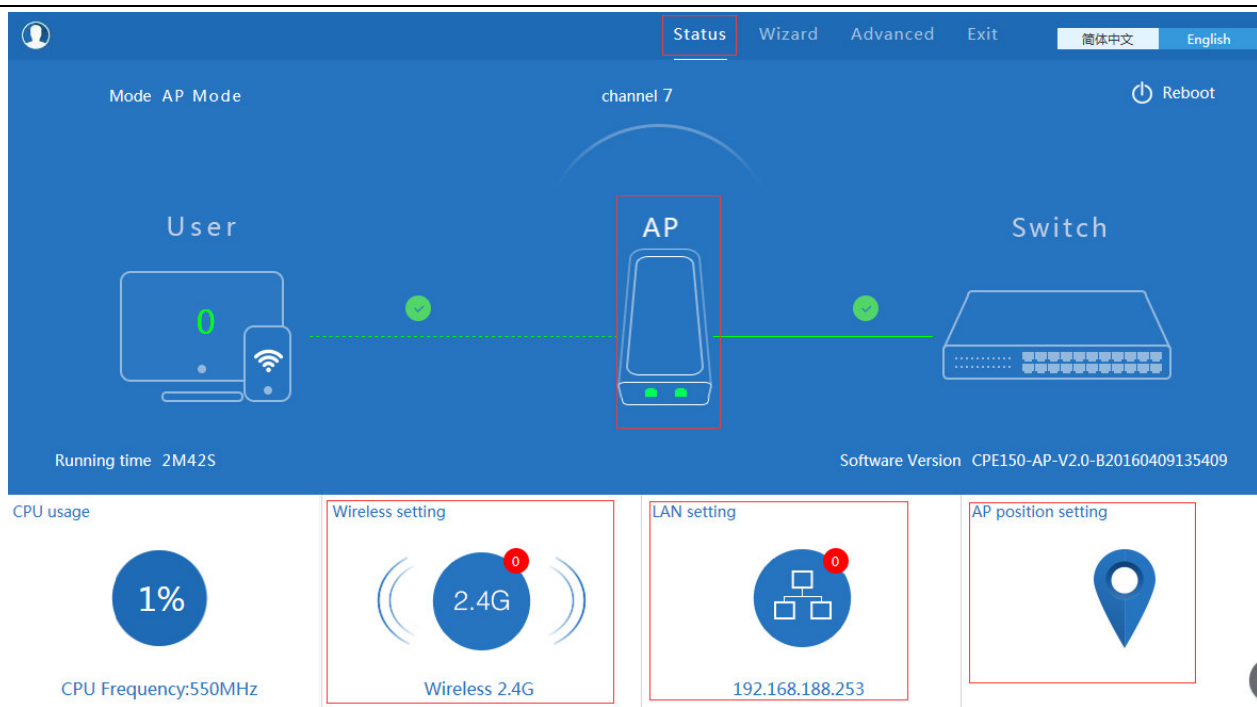 Status Wizard Advanced Exit 简体中文 English
Mode AP Mode channel 7 Reboot
User AP Switch
0
Running time 2M42S Software Version CPE150-AP-V2.0-B20160409135409
CPU usage Wireless setting LAN setting AP position setting
0 0
1% 2.4G
CPU Frequency:550MHz Wireless 2.4G 192.168.188.253